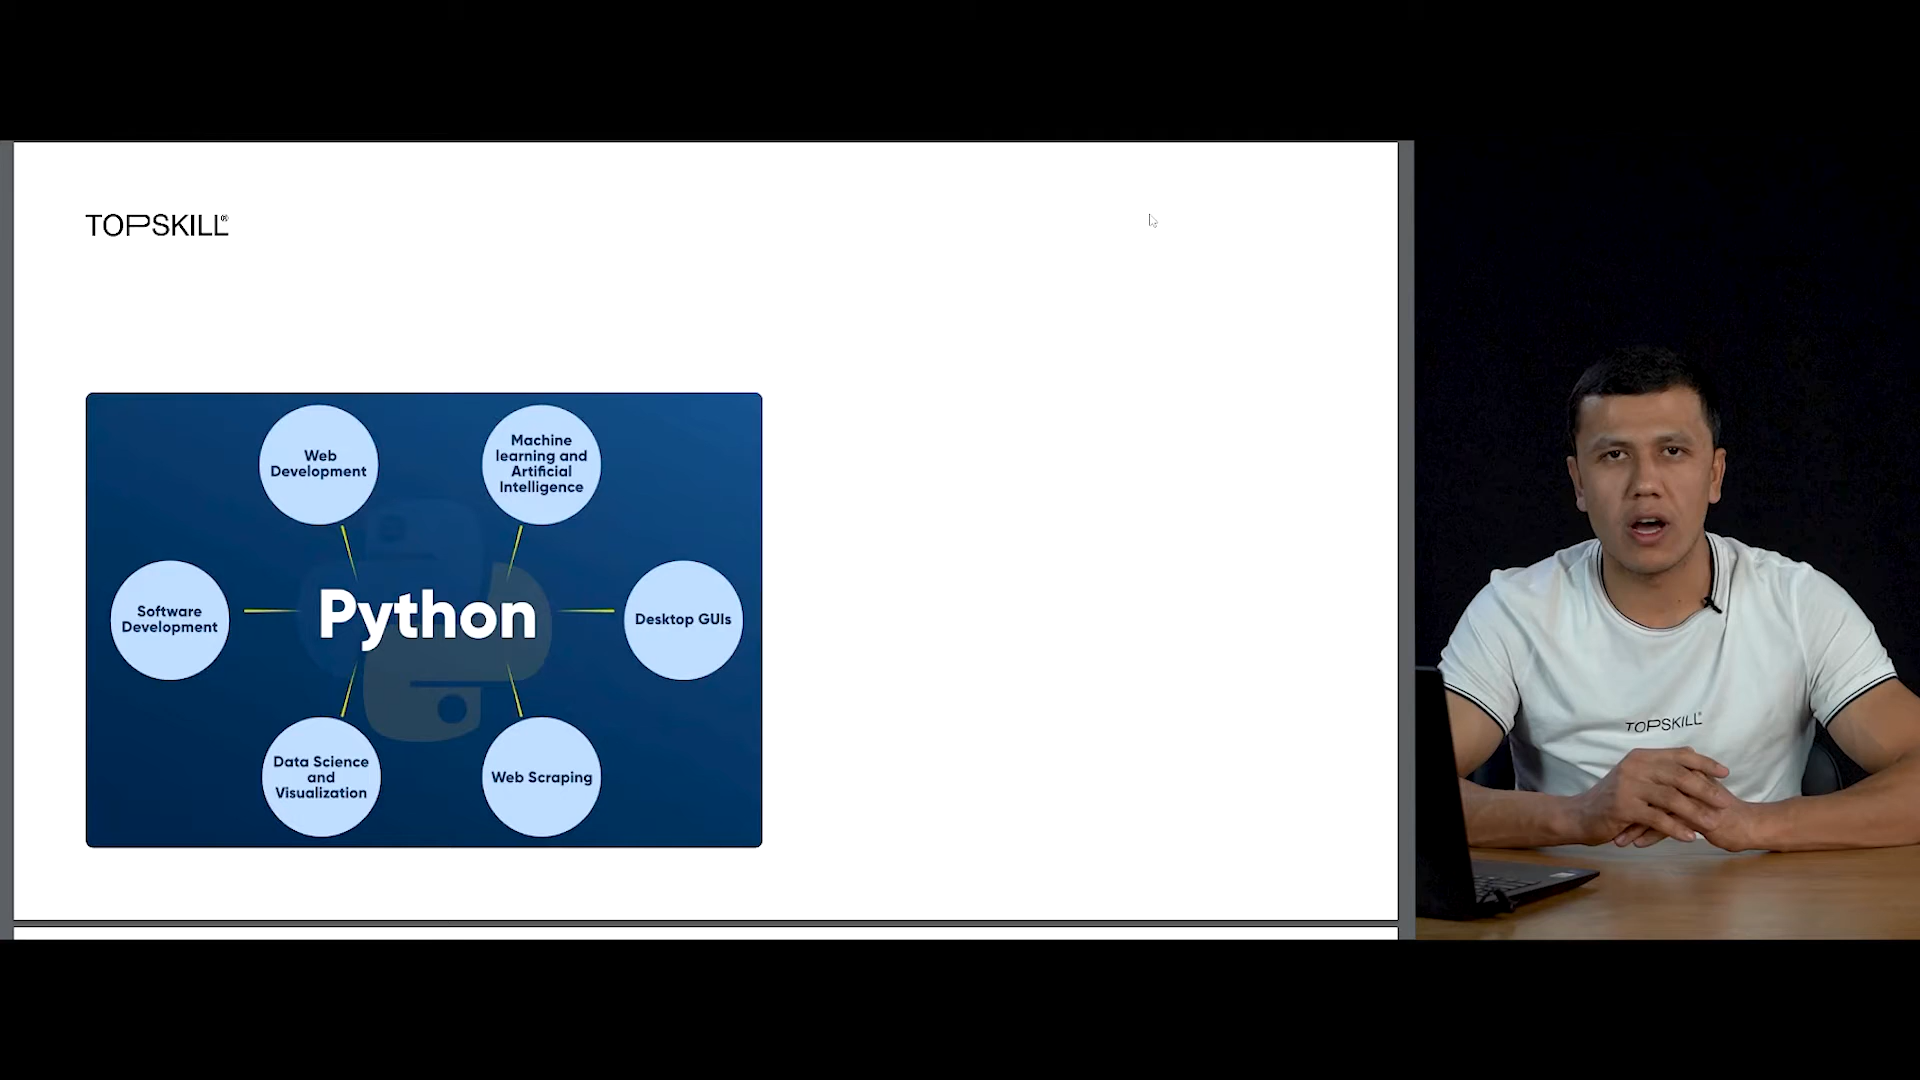 TOPSKILL®
Web
Development
Machine
learning and
Artificial
Intelligence
Software
Development
Python
Desktop GUIs
Data Science
and
Visualization
Web Scraping
TOPSKILL